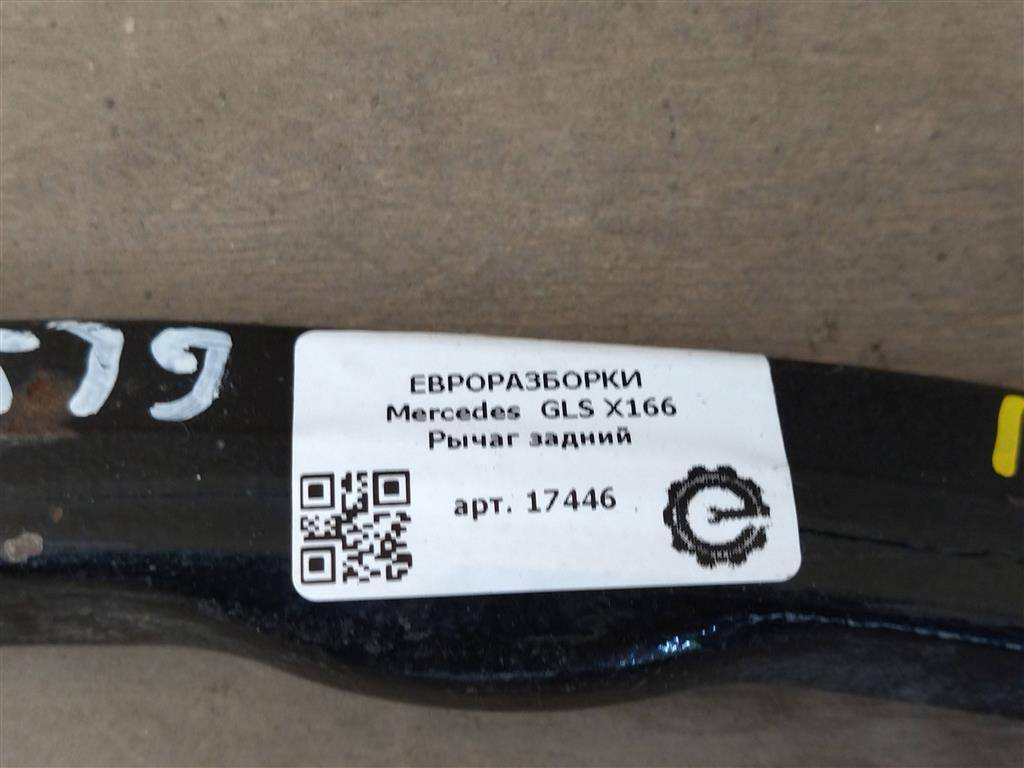 ЕВРОРАЗБОРКИ
Mercedes GLS X166
Рычаг задний
арт. 17446